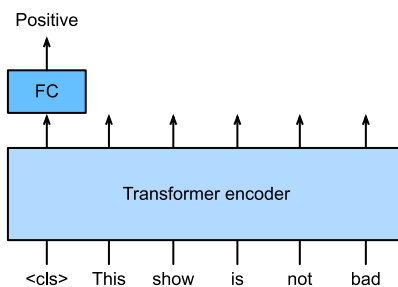 Positive
FC
Transformer encoder
<cls> This show is not bad